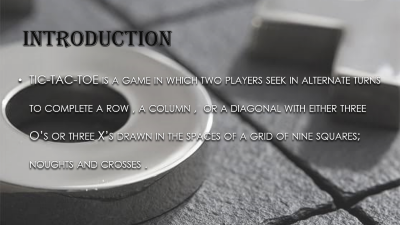 INTRODUCTION
• TIC-TAC-TOE IS A GAME IN WHICH TWO PLAYERS SEEK IN ALTERNATE TURNS
TO COMPLETE A ROW , A COLUMN , OR A DIAGONAL WITH EITHER THREE
O'S OR THREE X'S DRAWN IN THE SPACES OF A GRID OF NINE SQUARES;
NOUGHTS AND CROSSES .